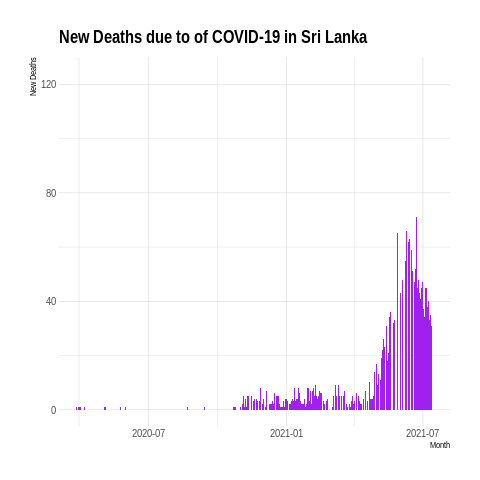 New Deaths due to of COVID-19 in Sri Lanka
New Deaths
120
80
40
0
2020-07 2021-01 2021-07
Month